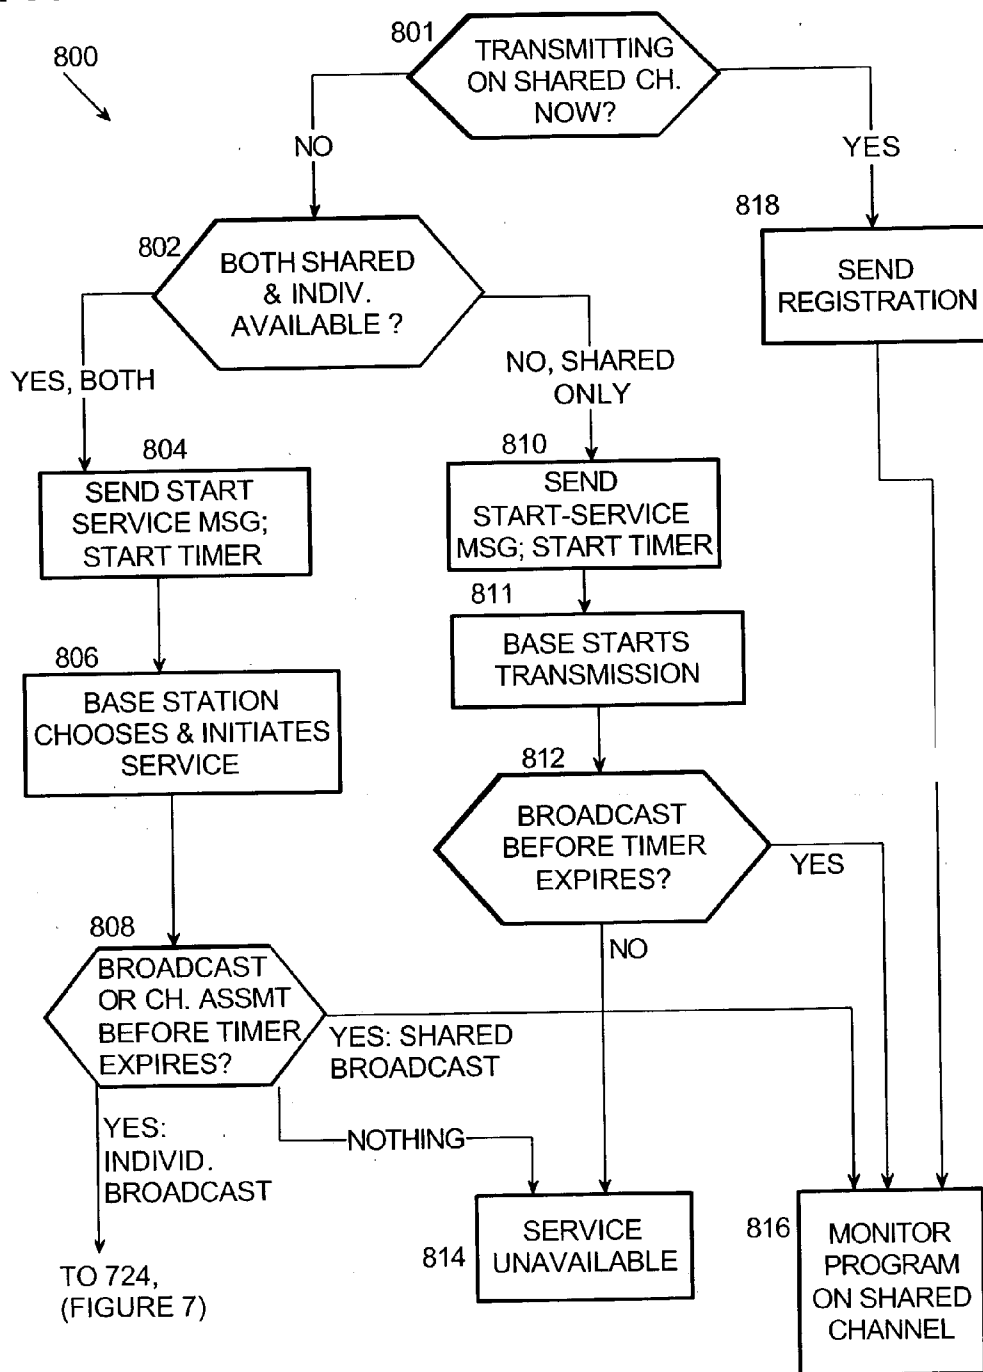 801
TRANSMITTING
ON SHARED CH.
NOW?
800
NO
YES
818
SEND
REGISTRATION
802
BOTH SHARED
& INDIV.
AVAILABLE ?
YES, BOTH
NO, SHARED
ONLY
804
SEND START
SERVICE MSG;
START TIMER
810
SEND
START-SERVICE
MSG; START TIMER
811
BASE STARTS
TRANSMISSION
806
BASE STATION
CHOOSES & INITIATES
SERVICE
812
BROADCAST
BEFORE TIMER
EXPIRES?
YES
NO
808
BROADCAST
OR CH. ASSMT
BEFORE TIMER
EXPIRES?
YES: SHARED
BROADCAST
YES:
INDIVID.
BROADCAST
NOTHING
TO 724,
(FIGURE 7)
814
SERVICE
UNAVAILABLE
816
MONITOR
PROGRAM
ON SHARED
CHANNEL